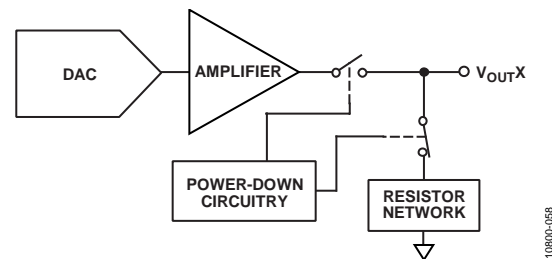 DAC
AMPLIFIER
VOUTX
POWER-DOWN
CIRCUITRY
RESISTOR
NETWORK
10800-058